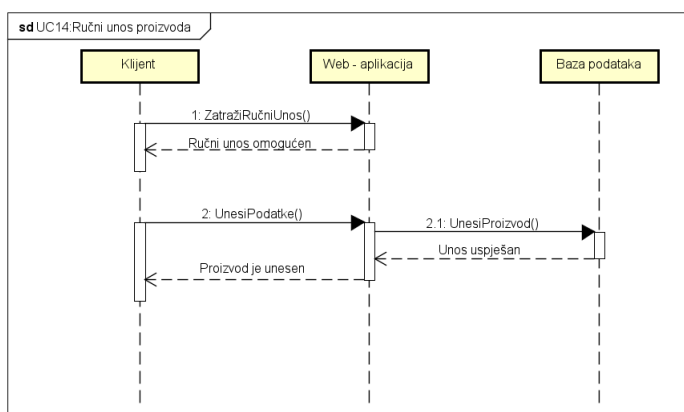 sd UC14:Ručni unos proizvoda
Klijent
Web - aplikacija
Baza podataka
1: ZatražiRučniUnos()
Ručni unos omogućen
2: UnesiPodatke()
2.1: UnesiProizvod()
Unos uspješan
Proizvod je unesen